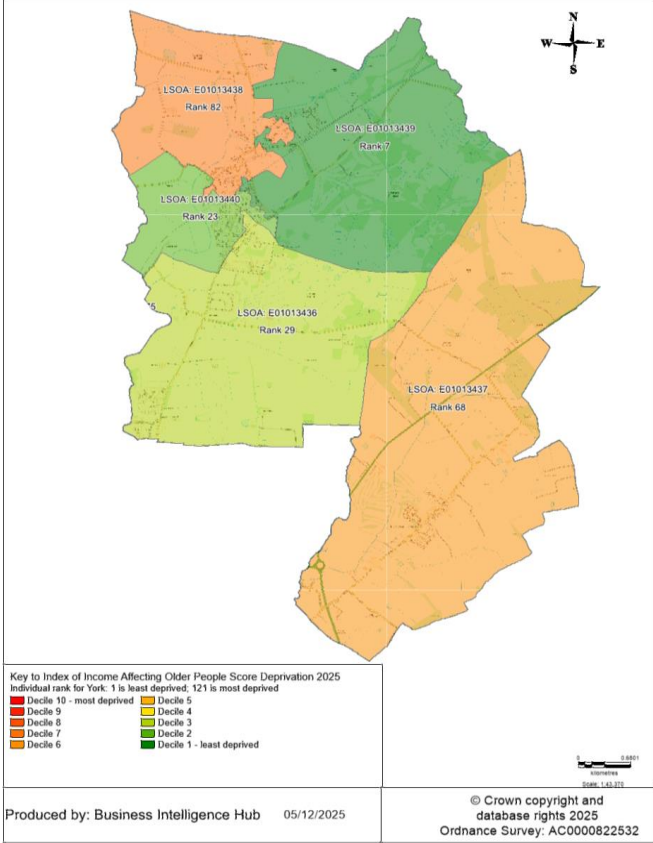 N
W E
S
LSOA: E01013438
Rank 82
LSOA: E01013439
Rank 7
LSOA: E01013440
Rank 23
LSOA: E01013436
Rank 29
LSOA: E01013437
Rank 68
Key to Index of Income Affecting Older People Score Deprivation 2025
Individual rank for York: 1 is least deprived; 121 is most deprived
Decile 10 - most deprived
Decile 9
Decile 8
Decile 7
Decile 6
Decile 5
Decile 4
Decile 3
Decile 2
Decile 1 - least deprived
kilometres
Produced by: Business Intelligence Hub 05/12/2025
© Crown copyright and
database rights 2025
Ordnance Survey: AC0000822532